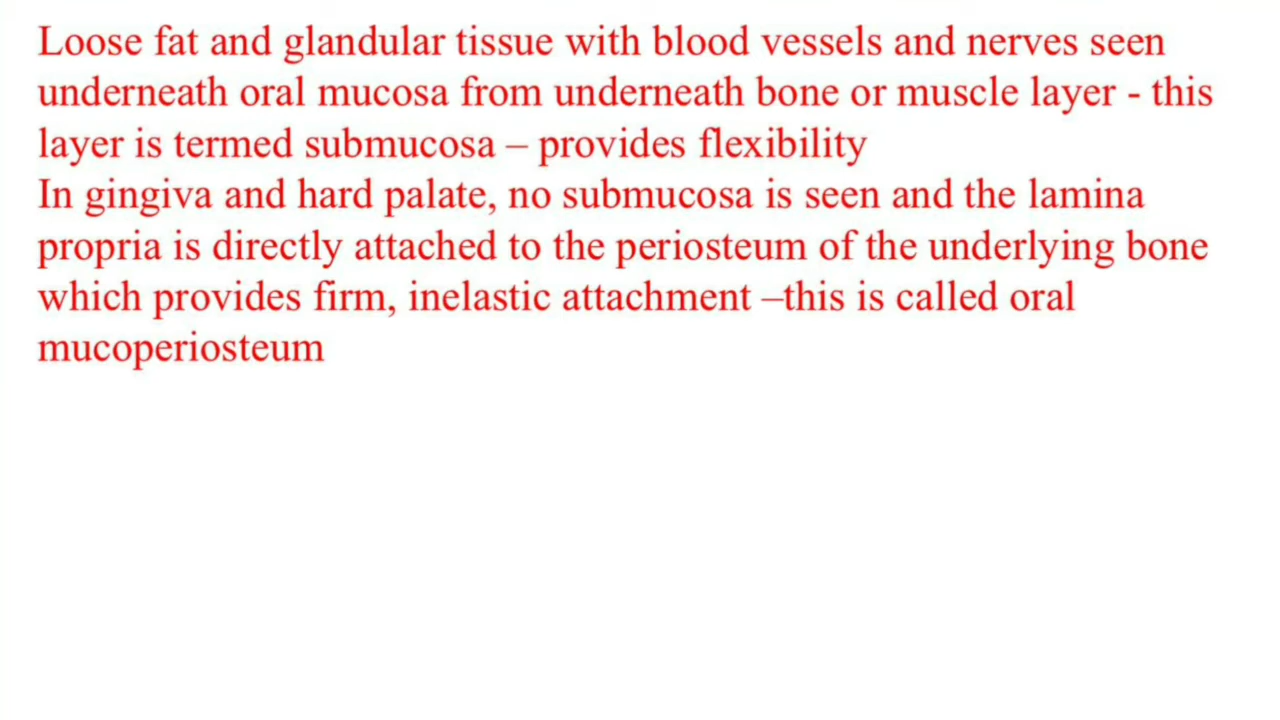 Loose fat and glandular tissue with blood vessels and nerves seen
underneath oral mucosa from underneath bone or muscle layer - this
layer is termed submucosa – provides flexibility
In gingiva and hard palate, no submucosa is seen and the lamina
propria is directly attached to the periosteum of the underlying bone
which provides firm, inelastic attachment –this is called oral
mucoperiosteum